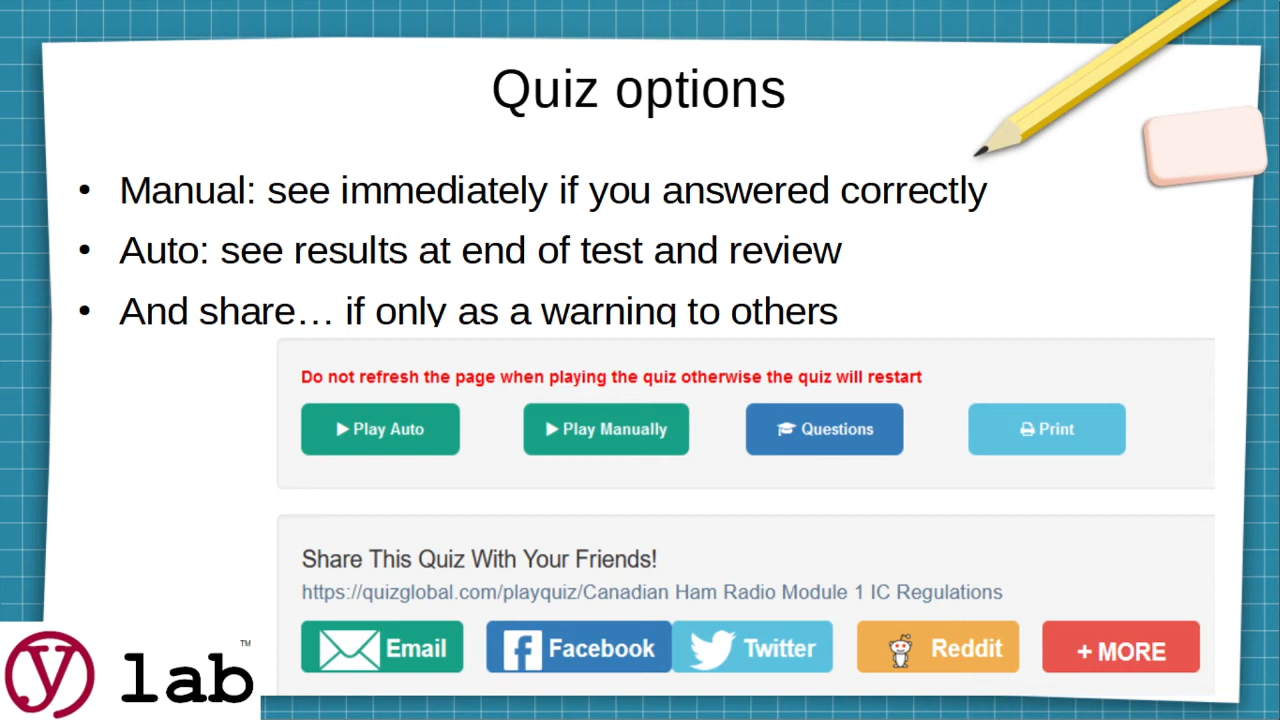 Quiz options
• Manual: see immediately if you answered correctly
• Auto: see results at end of test and review
• And share… if only as a warning to others
Do not refresh the page when playing the quiz otherwise the quiz will restart
Play Auto Play Manually Questions Print
Share This Quiz With Your Friends!
https://quizglobal.com/playquiz/Canadian Ham Radio Module 1 IC Regulations
Email Facebook Twitter Reddit + MORE
y lab™